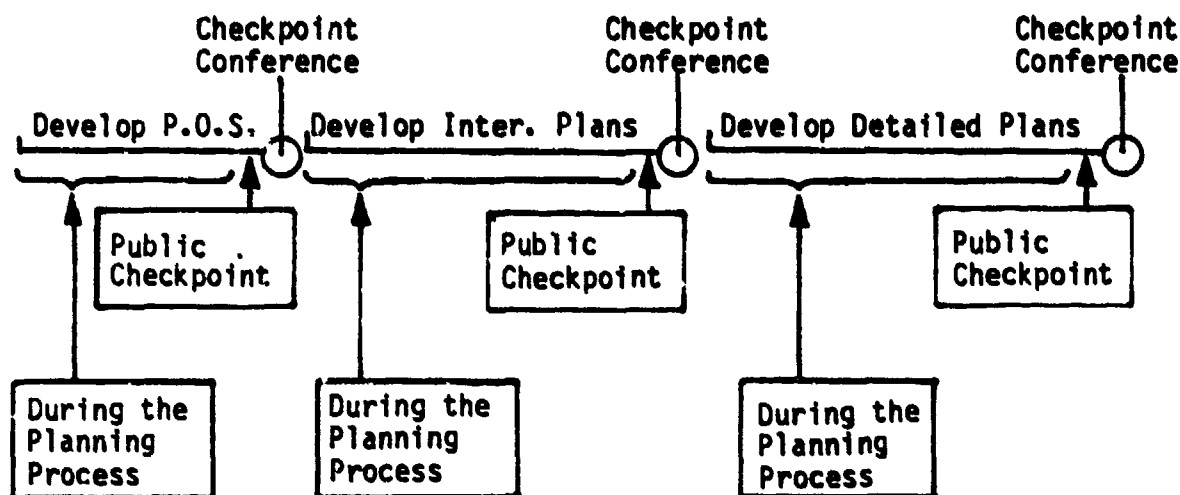 Checkpoint
Conference
Checkpoint
Conference
Checkpoint
Conference
Develop P.O.S.
Develop Inter. Plans
Develop Detailed Plans
Public
Checkpoint
Public
Checkpoint
Public
Checkpoint
During the
Planning
Process
During the
Planning
Process
During the
Planning
Process